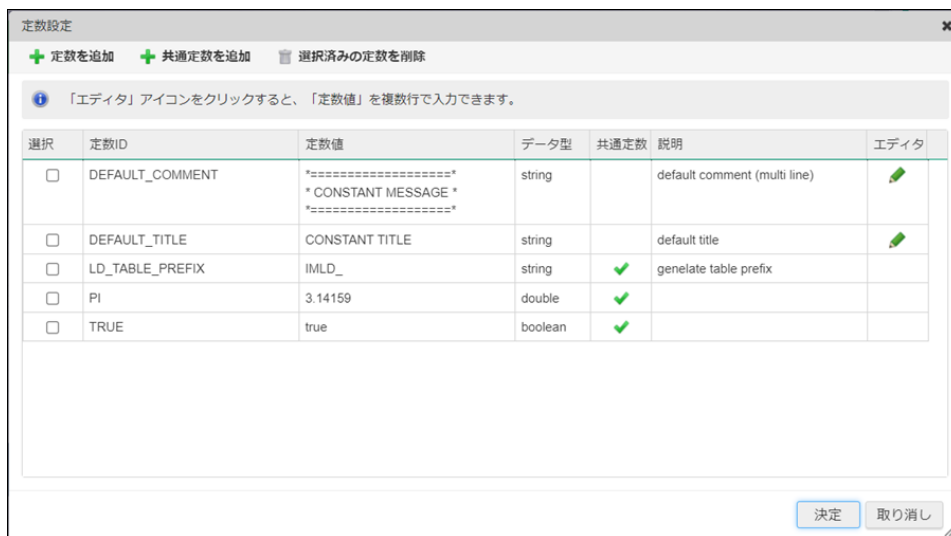 定数設定
定数を追加 共通定数を追加 選択済みの定数を削除
「エディタ」アイコンをクリックすると、「定数値」を複数行で入力できます。
選択 定数ID 定数値 データ型 共通定数 説明 エディタ
DEFAULT_COMMENT *===================* string default comment (multi line)
* CONSTANT MESSAGE *
*===================*
DEFAULT_TITLE CONSTANT TITLE string default title
LD_TABLE_PREFIX IMLD_ string genelate table prefix
PI 3.14159 double
TRUE true boolean
決定 取り消し